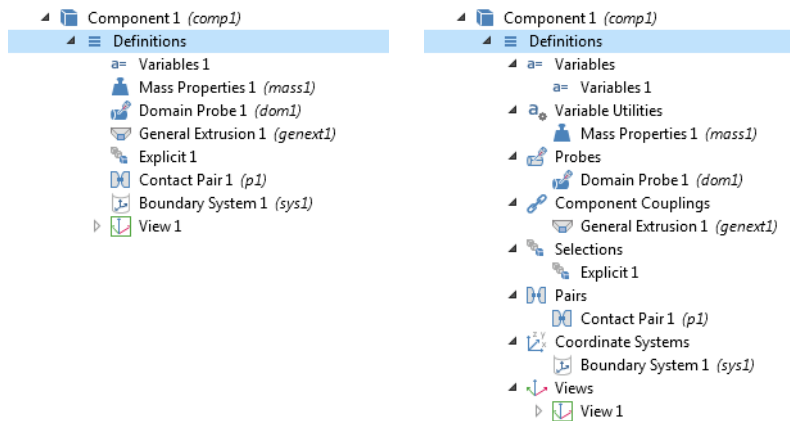 Component 1 (comp1)
Definitions
a= Variables 1
Mass Properties 1 (mass1)
Domain Probe 1 (dom1)
General Extrusion 1 (genext1)
Explicit 1
Contact Pair 1 (p1)
Boundary System 1 (sys1)
View 1
Component 1 (comp1)
Definitions
a= Variables
a= Variables 1
a Variable Utilities
Mass Properties 1 (mass1)
Probes
Domain Probe 1 (dom1)
Component Couplings
General Extrusion 1 (genext1)
Selections
Explicit 1
Pairs
Contact Pair 1 (p1)
z y x Coordinate Systems
Boundary System 1 (sys1)
Views
View 1